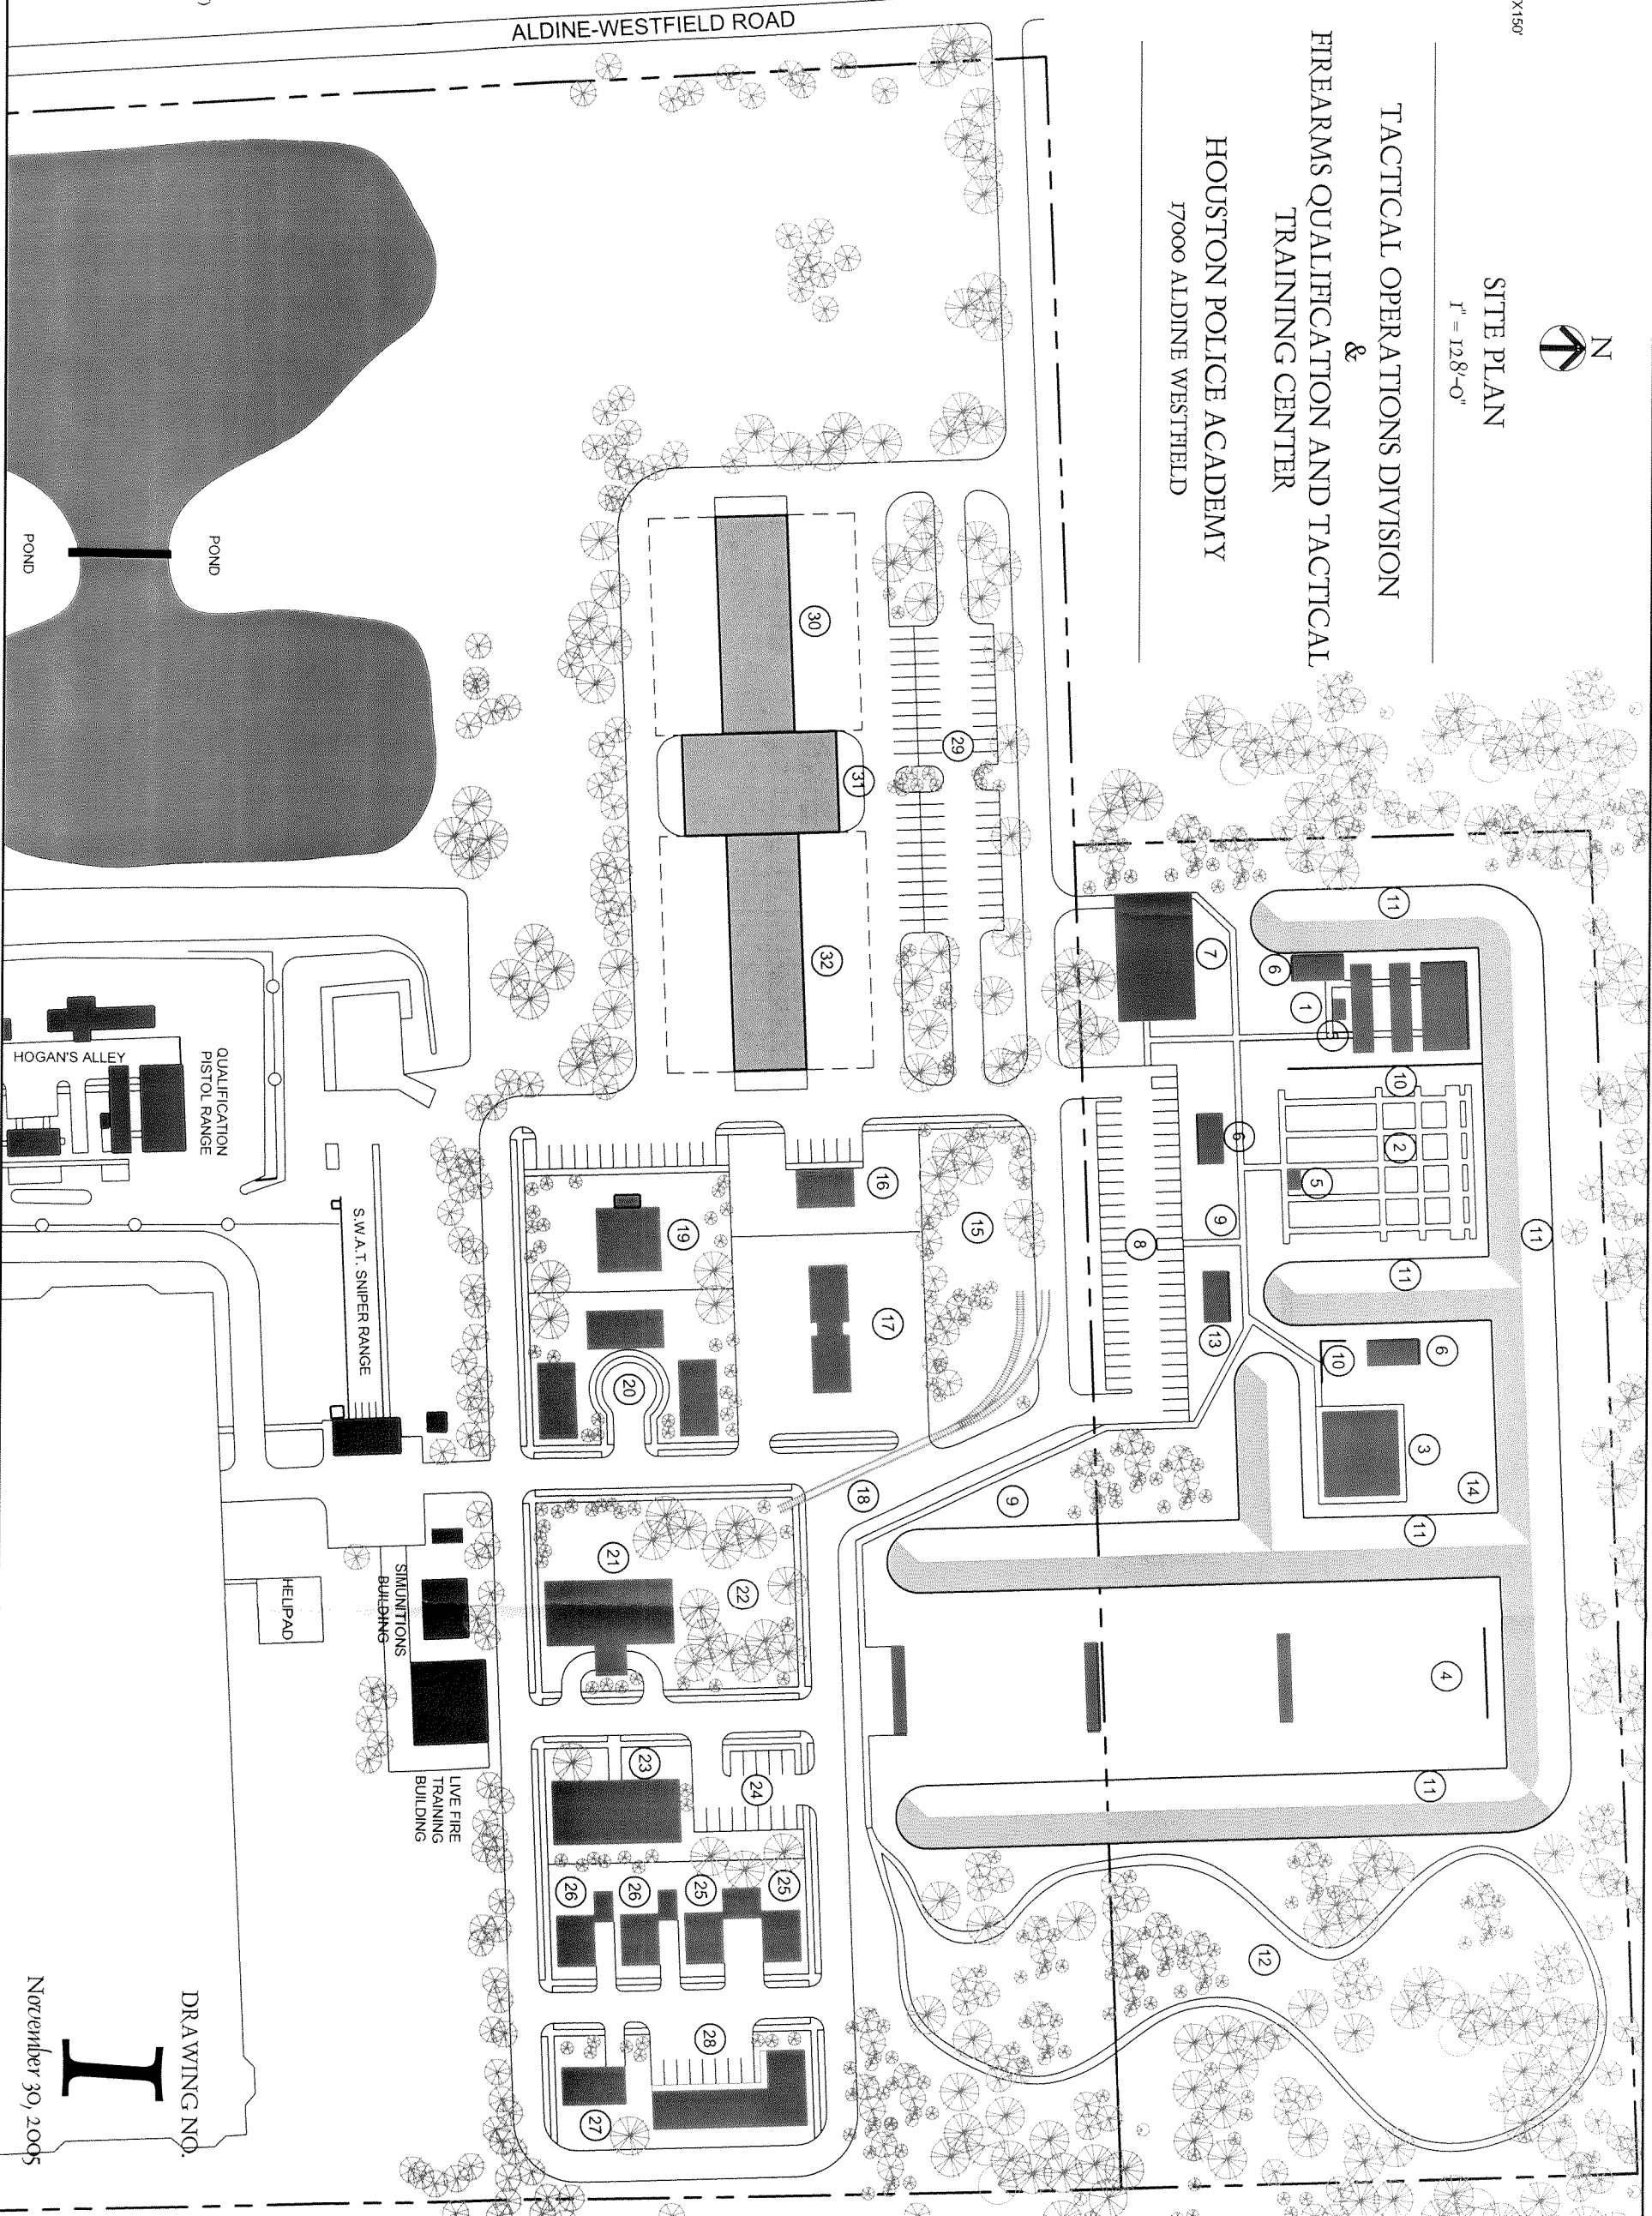 X150'
N
SITE PLAN
1" = 128'-0"
TACTICAL OPERATIONS DIVISION
&
FIREARMS QUALIFICATION AND TACTICAL
TRAINING CENTER
HOUSTON POLICE ACADEMY
17000 ALDINE WESTFIELD
ALDINE-WESTFIELD ROAD
POND
POND
30
29
31
32
7
11
6
1
5
10
2
5
6
9
8
13
11
11
6
10
3
14
11
9
4
11
12
15
16
17
18
19
20
21
22
23
24
25
25
26
26
27
28
QUALIFICATION
PISTOL RANGE
HOGAN'S ALLEY
S.W.A.T. SNIPER RANGE
SIMUNITIONS
BUILDING
HELIPAD
LIVE FIRE
TRAINING
BUILDING
DRAWING NO.
I
November 30, 2005